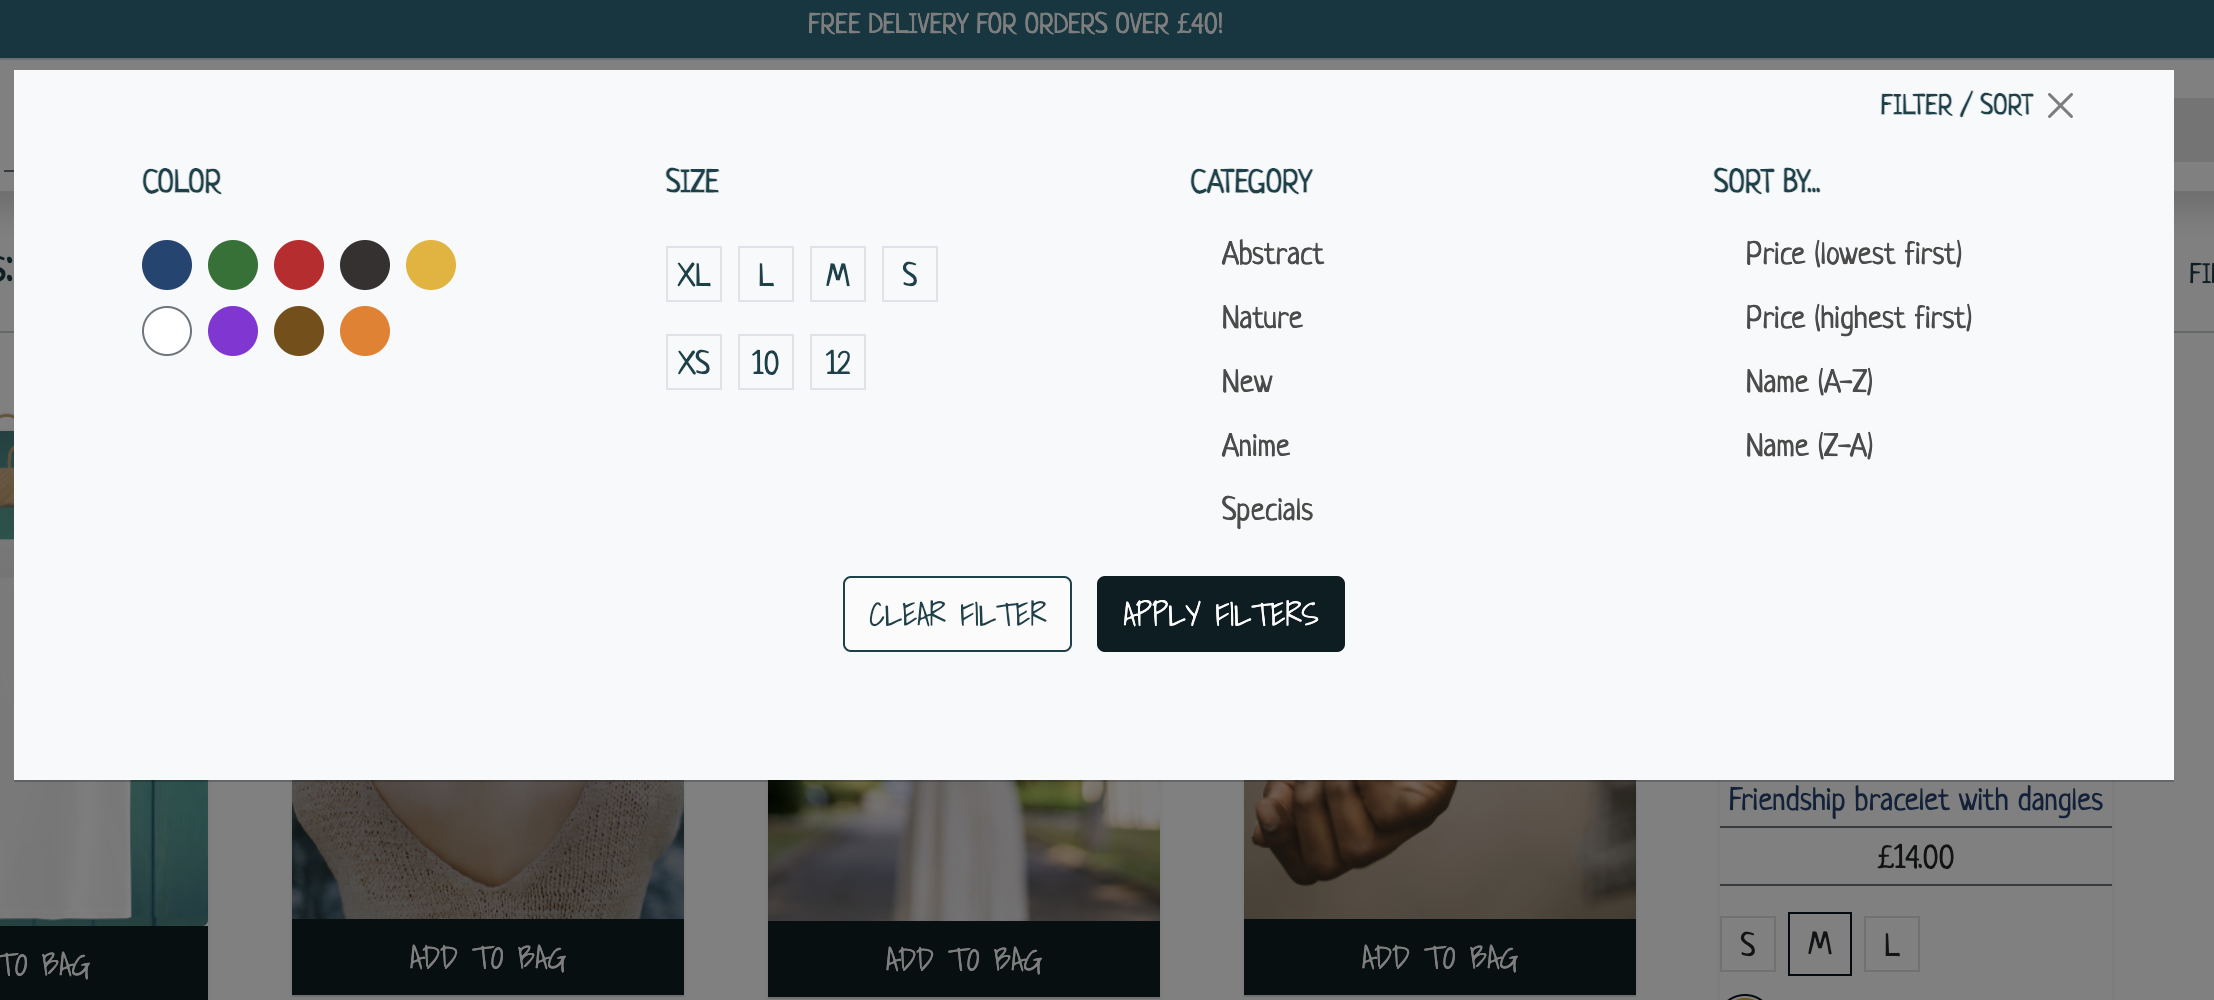 FREE DELIVERY FOR ORDERS OVER £40!
FILTER / SORT
COLOR
SIZE
CATEGORY
SORT BY...
XL
L
M
S
XS
10
12
Abstract
Nature
New
Anime
Specials
Price (lowest first)
Price (highest first)
Name (A-Z)
Name (Z-A)
CLEAR FILTER
APPLY FILTERS
Friendship bracelet with dangles
£14.00
S
M
L
TO BAG
ADD TO BAG
ADD TO BAG
ADD TO BAG